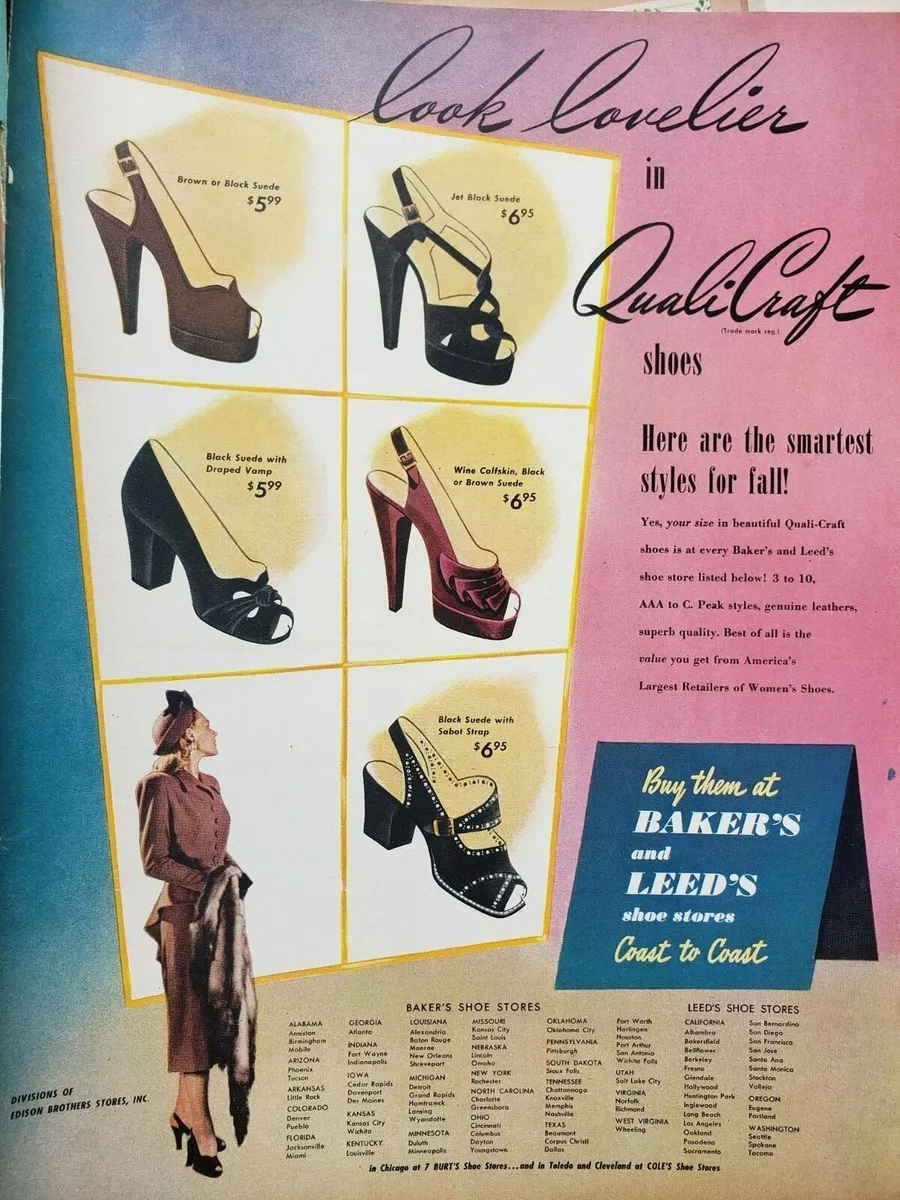 look lovelier
in
Quali Craft
(Trade mark reg.)
shoes
Brown or Black Suede
$5.99
Jet Black Suede
$6.95
Black Suede with
Draped Vamp
$5.99
Wine Calfskin, Black
or Brown Suede
$6.95
Black Suede with
Sabot Strap
$6.95
Here are the smartest
styles for fall!
Yes, your size in beautiful Quali-Craft
shoes is at every Baker's and Leed's
shoe store listed below! 3 to 10,
AAA to C. Peak styles, genuine leathers,
superb quality. Best of all is the
value you get from America's
Largest Retailers of Women's Shoes.
Buy them at
BAKER'S
and
LEED'S
shoe stores
Coast to Coast
DIVISIONS OF
EDISON BROTHERS STORES, INC.
BAKER'S SHOE STORES
ALABAMA
Anniston
Birmingham
Mobile
ARIZONA
Phoenix
Tucson
ARKANSAS
Little Rock
COLORADO
Denver
Pueblo
FLORIDA
Jacksonville
Miami
GEORGIA
Atlanta
INDIANA
Fort Wayne
Indianapolis
IOWA
Cedar Rapids
Davenport
Des Moines
KANSAS
Kansas City
Wichita
KENTUCKY
Louisville
LOUISIANA
Alexandria
Baton Rouge
Monroe
New Orleans
Shreveport
MICHIGAN
Detroit
Grand Rapids
Hamtramck
Lansing
Wyandotte
MINNESOTA
Duluth
Minneapolis
MISSOURI
Kansas City
Saint Louis
NEBRASKA
Lincoln
Omaha
NEW YORK
Rochester
NORTH CAROLINA
Charlotte
Greensboro
OHIO
Cincinnati
Columbus
Dayton
Youngstown
OKLAHOMA
Oklahoma City
PENNSYLVANIA
Pittsburgh
SOUTH DAKOTA
Sioux Falls
TENNESSEE
Chattanooga
Knoxville
Memphis
Nashville
TEXAS
Beaumont
Corpus Christi
Dallas
Fort Worth
Harlingen
Houston
Port Arthur
San Antonio
Wichita Falls
UTAH
Salt Lake City
VIRGINIA
Norfolk
Richmond
WEST VIRGINIA
Wheeling
LEED'S SHOE STORES
CALIFORNIA
Alhambra
Bakersfield
Bellflower
Berkeley
Fresno
Glendale
Hollywood
Huntington Park
Inglewood
Long Beach
Los Angeles
Oakland
Pasadena
Sacramento
San Bernardino
San Diego
San Francisco
San Jose
Santa Ana
Santa Monica
Stockton
Vallejo
OREGON
Eugene
Portland
WASHINGTON
Seattle
Spokane
Tacoma
in Chicago at 7 BURT'S Shoe Stores...and in Toledo and Cleveland at COLE'S Shoe Stores